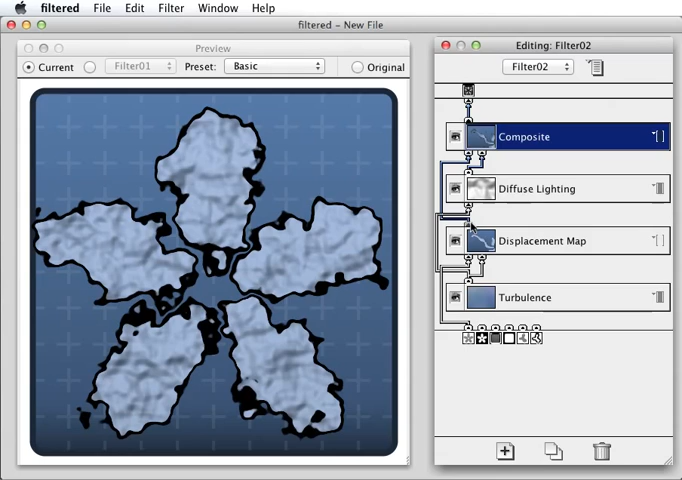 filtered File Edit Filter Window Help
filtered – New File
Preview
Current Filter01 Preset: Basic Original
Editing: Filter02
Filter02
Composite
Diffuse Lighting
Displacement Map
Turbulence